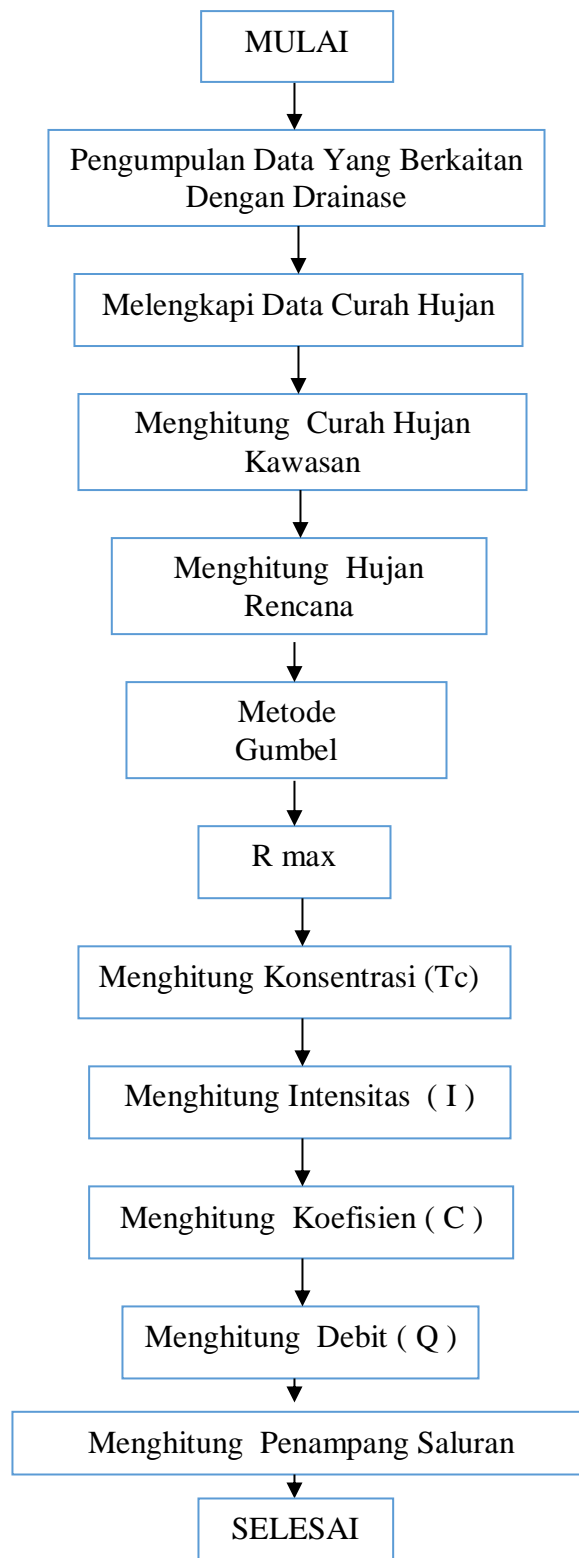 MULAI
Pengumpulan Data Yang Berkaitan
Dengan Drainase
Melengkapi Data Curah Hujan
Menghitung Curah Hujan
Kawasan
Menghitung Hujan
Rencana
Metode
Gumbel
R max
Menghitung Konsentrasi (Tc)
Menghitung Intensitas ( I )
Menghitung Koefisien ( C )
Menghitung Debit ( Q )
Menghitung Penampang Saluran
SELESAI